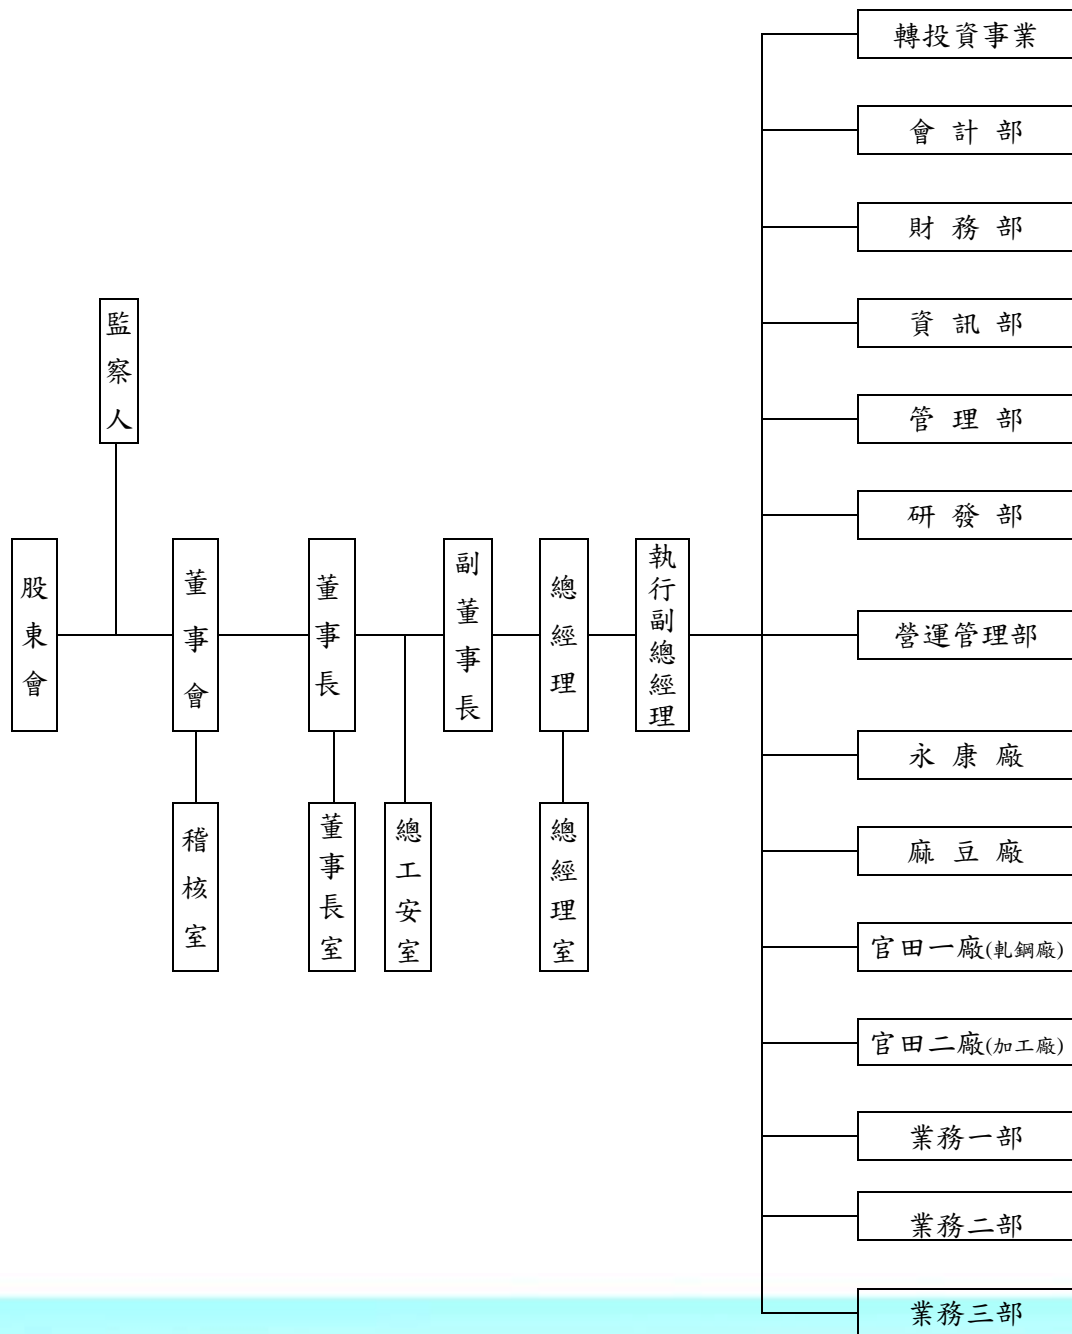 轉投資事業
會計部
財務部
資訊部
監察人
管理部
研發部
股東會
董事會
董事長
副董事長
總經理
執行副總經理
營運管理部
永康廠
稽核室
董事長室
總工安室
總經理室
麻豆廠
官田一廠(軋鋼廠)
官田二廠(加工廠)
業務一部
業務二部
業務三部